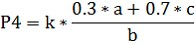 P4 = k * (0.3 * a + 0.7 * c) / b